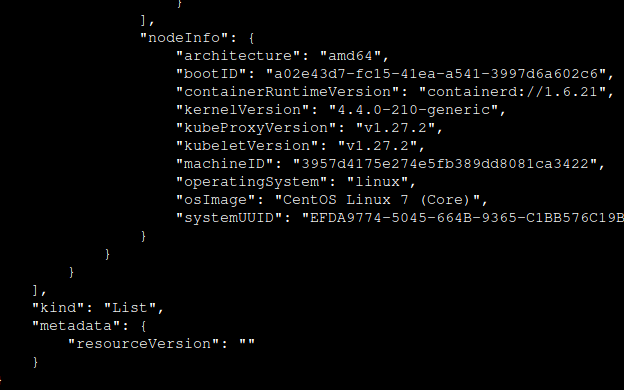 }
],
"nodeInfo": {
"architecture": "amd64",
"bootID": "a02e43d7-fc15-41ea-a541-3997d6a602c6",
"containerRuntimeVersion": "containerd://1.6.21",
"kernelVersion": "4.4.0-210-generic",
"kubeProxyVersion": "v1.27.2",
"kubeletVersion": "v1.27.2",
"machineID": "3957d4175e274e5fb389dd8081ca3422",
"operatingSystem": "linux",
"osImage": "CentOS Linux 7 (Core)",
"systemUUID": "EFDA9774-5045-664B-9365-C1BB576C19B
}
}
}
],
"kind": "List",
"metadata": {
"resourceVersion": ""
}